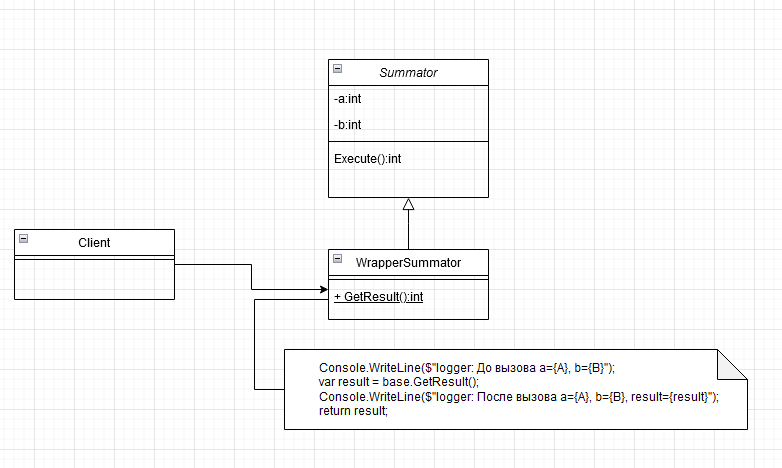 Summator
-a:int
-b:int
Execute():int
Client
WrapperSummator
+ GetResult():int
Console.WriteLine($"logger: До вызова a={A}, b={B}");
var result = base.GetResult();
Console.WriteLine($"logger: После вызова a={A}, b={B}, result={result}");
return result;